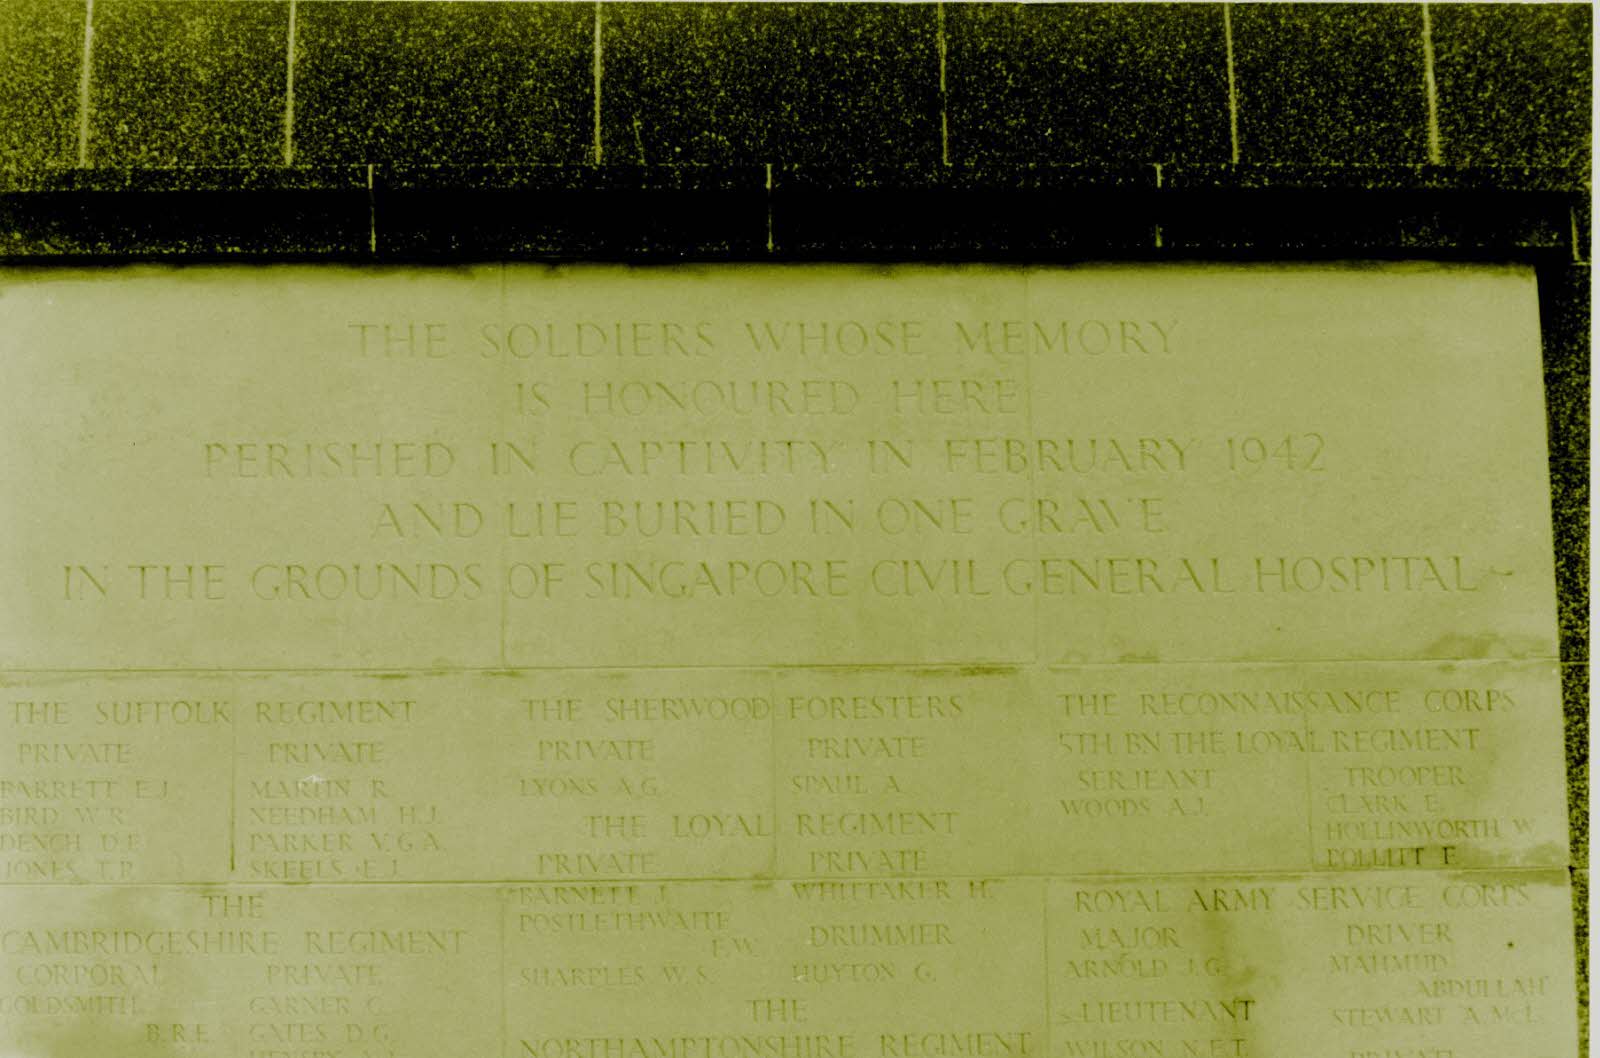 THE SOLDIERS WHOSE MEMORY
IS HONOURED HERE
PERISHED IN CAPTIVITY IN FEBRUARY 1942
AND LIE BURIED IN ONE GRAVE
IN THE GROUNDS OF SINGAPORE CIVIL GENERAL HOSPITAL
THE SUFFOLK REGIMENT
PRIVATE
BARRETT E.J.
BIRD W.R.
DENCH D.F.
JONES T.P.
PRIVATE
MARTIN R.
NEEDHAM H.J.
PARKER V.G.A.
SKEELS E.J.
THE
CAMBRIDGESHIRE REGIMENT
CORPORAL
GOLDSMITH
B.R.E.
PRIVATE
GARNER C.
GATES D.G.
THE SHERWOOD FORESTERS
PRIVATE
LYONS A.G.
PRIVATE
SPAUL A.
THE LOYAL REGIMENT
PRIVATE
BARNETT J.
POSTLETHWAITE
F.W.
SHARPLES W.S.
PRIVATE
WHITTAKER H.
DRUMMER
HUYTON G.
THE
NORTHAMPTONSHIRE REGIMENT
THE RECONNAISSANCE CORPS
5TH BN THE LOYAL REGIMENT
SERJEANT
WOODS A.J.
TROOPER
CLARK E.
HOLLINWORTH W.
POLLITT F.
ROYAL ARMY SERVICE CORPS
MAJOR
ARNOLD J.G.
LIEUTENANT
WILSON N.E.T.
DRIVER
MAHMUD
ABDULLAH
STEWART A.McL.
PRIVATE